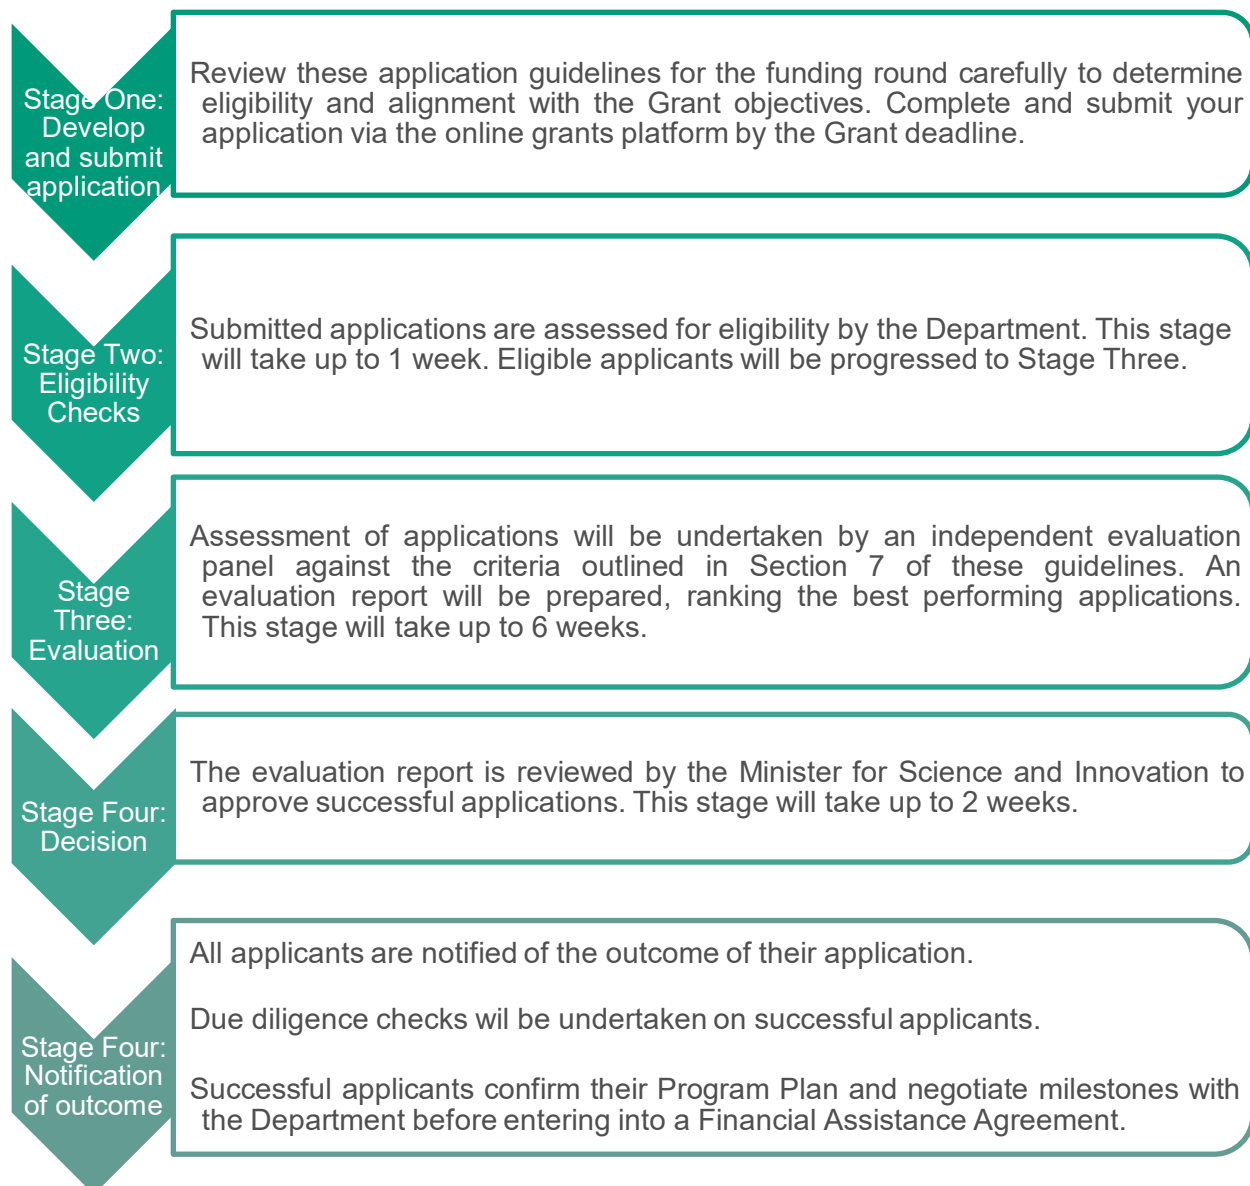 Stage One:
Develop
and submit
application
Review these application guidelines for the funding round carefully to determine
eligibility and alignment with the Grant objectives. Complete and submit your
application via the online grants platform by the Grant deadline.
Stage Two:
Eligibility
Checks
Submitted applications are assessed for eligibility by the Department. This stage
will take up to 1 week. Eligible applicants will be progressed to Stage Three.
Stage
Three:
Evaluation
Assessment of applications will be undertaken by an independent evaluation
panel against the criteria outlined in Section 7 of these guidelines. An
evaluation report will be prepared, ranking the best performing applications.
This stage will take up to 6 weeks.
Stage Four:
Decision
The evaluation report is reviewed by the Minister for Science and Innovation to
approve successful applications. This stage will take up to 2 weeks.
Stage Four:
Notification
of outcome
All applicants are notified of the outcome of their application.
Due diligence checks wil be undertaken on successful applicants.
Successful applicants confirm their Program Plan and negotiate milestones with
the Department before entering into a Financial Assistance Agreement.